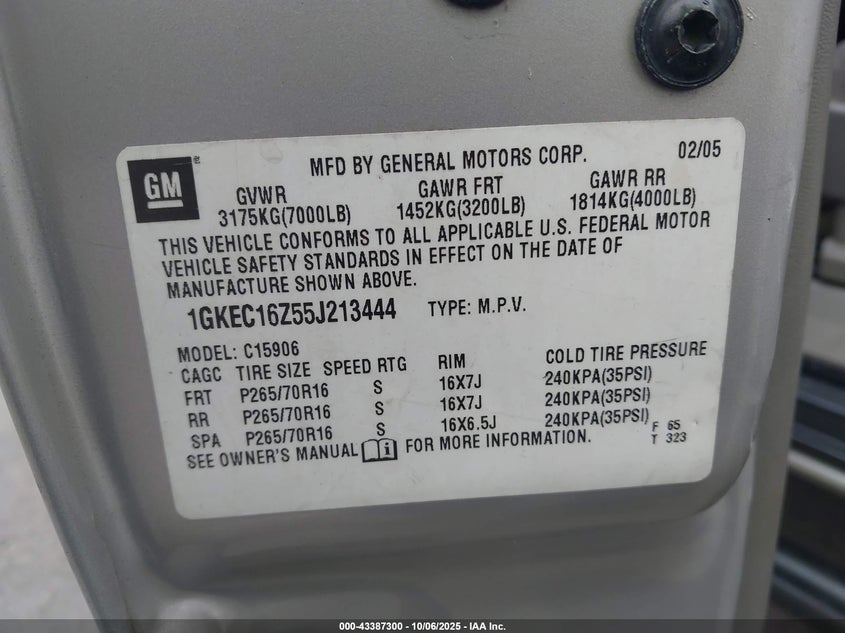 GM®
MFD BY GENERAL MOTORS CORP. 02/05
GVWR GAWR FRT GAWR RR
3175KG(7000LB) 1452KG(3200LB) 1814KG(4000LB)
THIS VEHICLE CONFORMS TO ALL APPLICABLE U.S. FEDERAL MOTOR
VEHICLE SAFETY STANDARDS IN EFFECT ON THE DATE OF
MANUFACTURE SHOWN ABOVE.
1GKEC16Z55J213444 TYPE: M.P.V.
MODEL: C15906
CAGC TIRE SIZE SPEED RTG RIM COLD TIRE PRESSURE
FRT P265/70R16 S 16X7J 240KPA(35PSI)
RR P265/70R16 S 16X7J 240KPA(35PSI)
SPA P265/70R16 S 16X6.5J 240KPA(35PSI)
SEE OWNER'S MANUAL i FOR MORE INFORMATION.
F 65
T 323
000-43387300 - 10/06/2025 - IAA Inc.